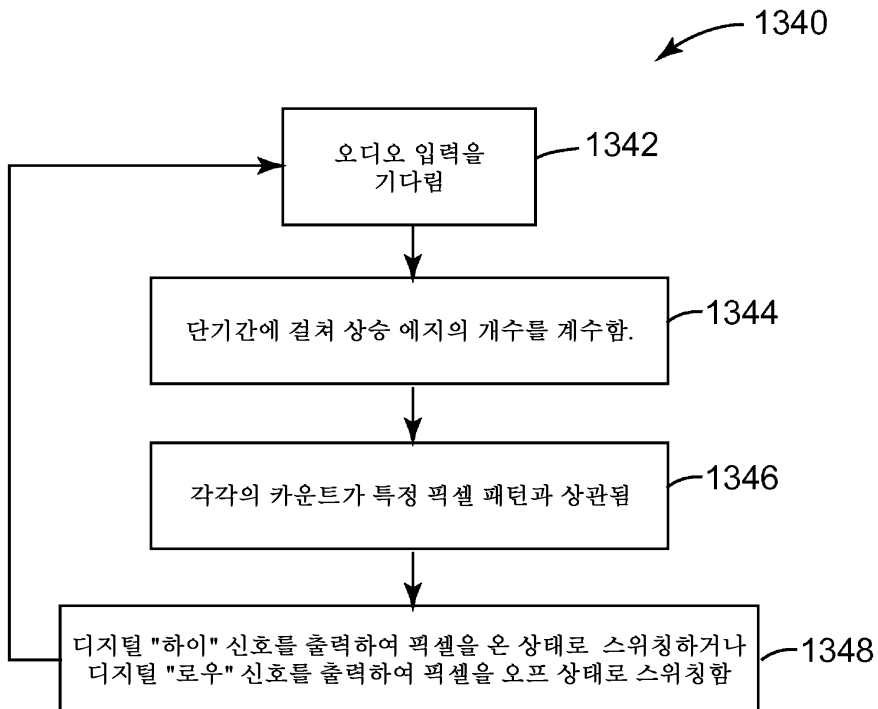 1340
오디오 입력을
기다림
1342
단기간에 걸쳐 상승 에지의 개수를 계수함.
1344
각각의 카운트가 특정 픽셀 패턴과 상관됨
1346
디지털 "하이" 신호를 출력하여 픽셀을 온 상태로 스위칭하거나
디지털 "로우" 신호를 출력하여 픽셀을 오프 상태로 스위칭함
1348